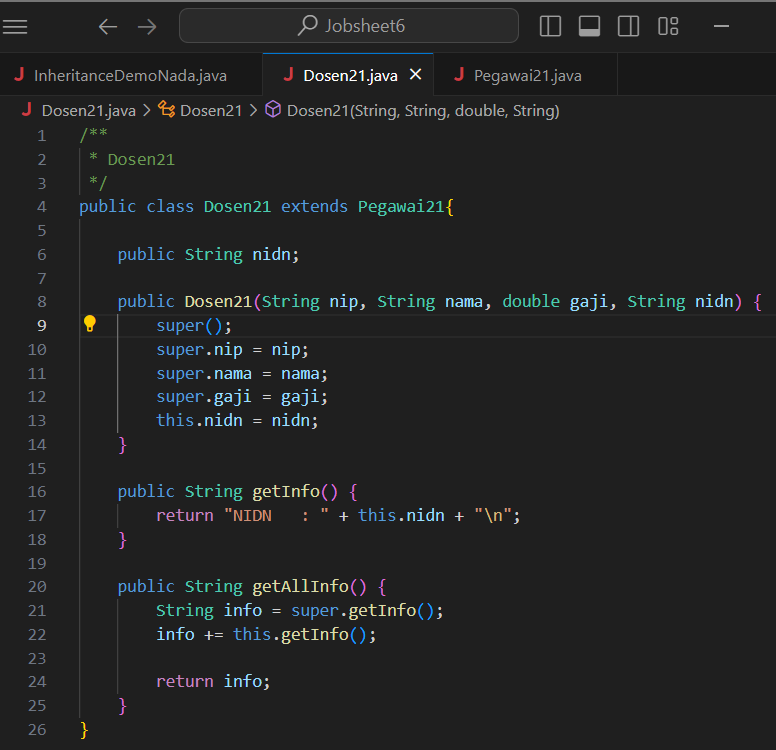 Jobsheet6
J InheritanceDemoNada.java J Dosen21.java × J Pegawai21.java
J Dosen21.java > Dosen21 > Dosen21(String, String, double, String)
1 /**
2  * Dosen21
3  */
4 public class Dosen21 extends Pegawai21{
5
6     public String nidn;
7
8     public Dosen21(String nip, String nama, double gaji, String nidn) {
9         super();
10         super.nip = nip;
11         super.nama = nama;
12         super.gaji = gaji;
13         this.nidn = nidn;
14     }
15
16     public String getInfo() {
17         return "NIDN   : " + this.nidn + "\n";
18     }
19
20     public String getAllInfo() {
21         String info = super.getInfo();
22         info += this.getInfo();
23
24         return info;
25     }
26 }